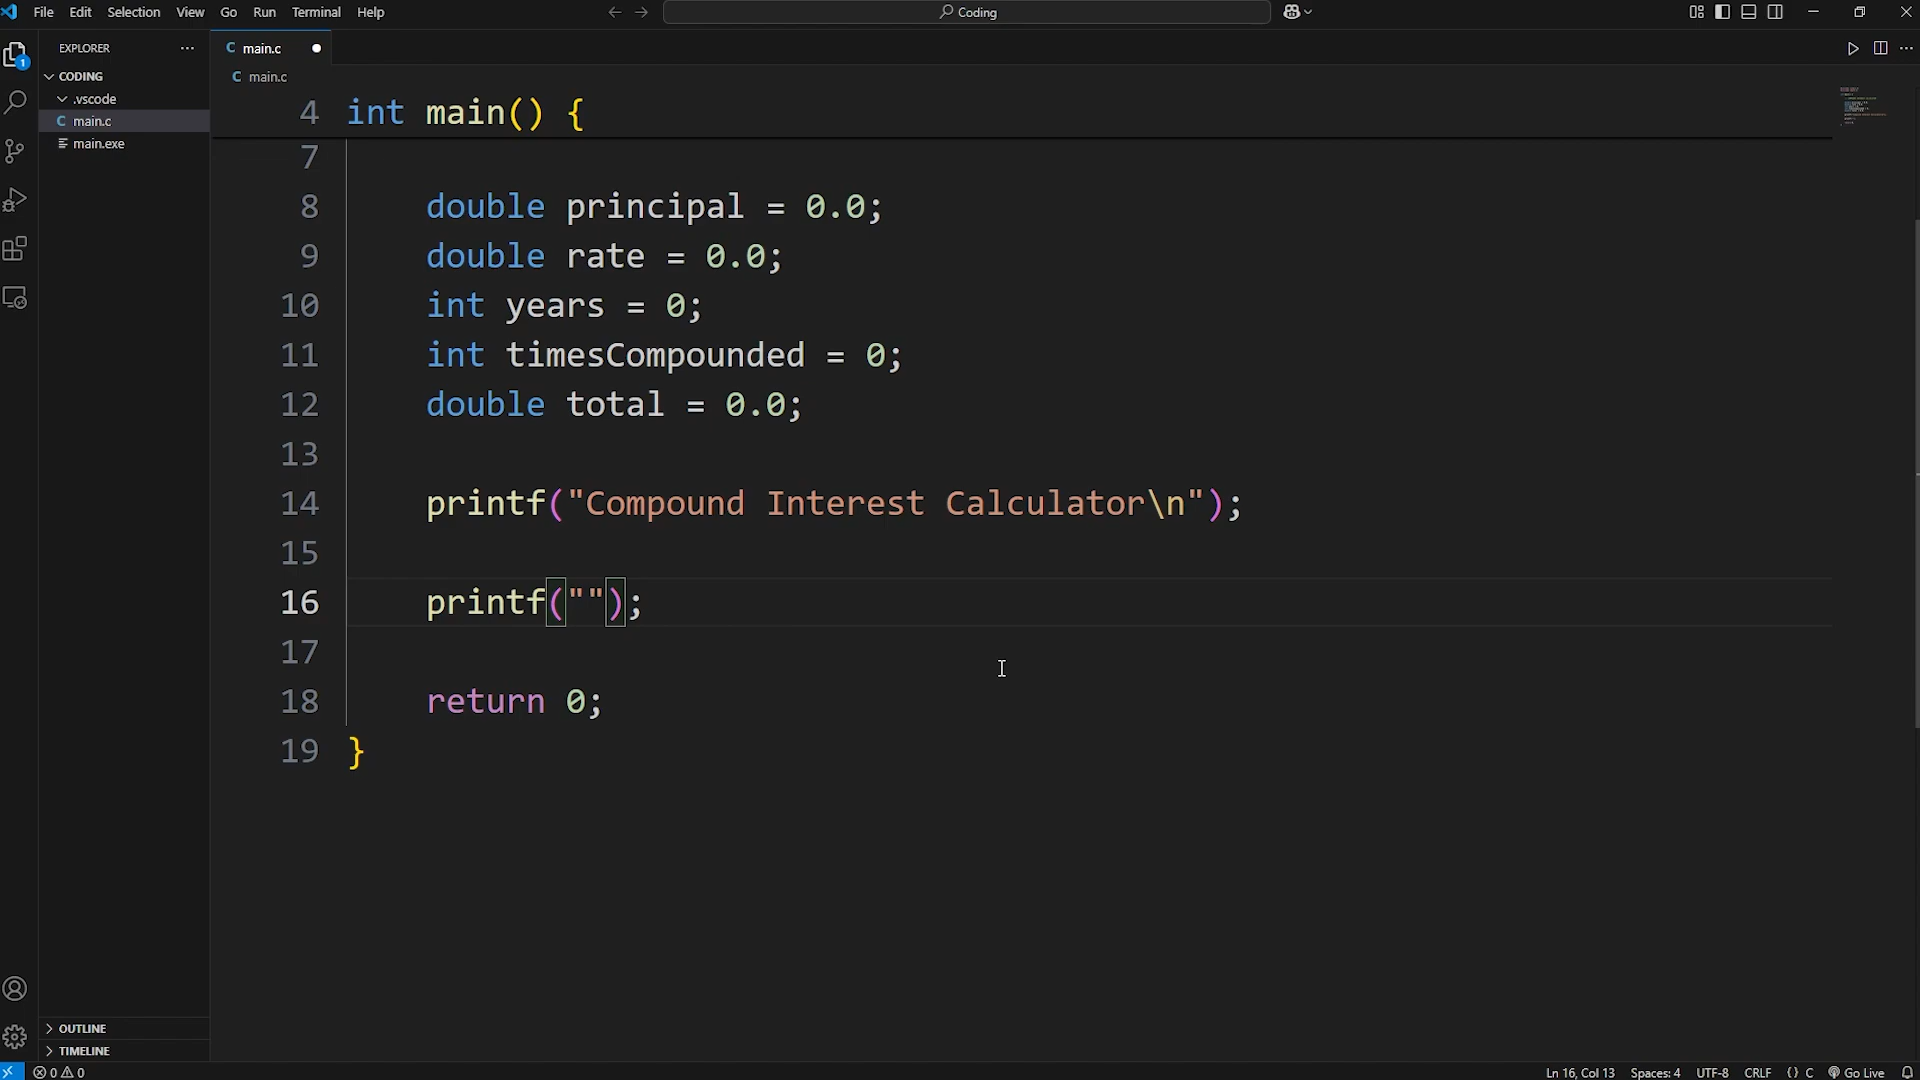 File Edit Selection View Go Run Terminal Help
Coding
EXPLORER
CODING
.vscode
C main.c
main.exe
OUTLINE
TIMELINE
1
C main.c
C main.c
4 int main() {
7
8 double principal = 0.0;
9 double rate = 0.0;
10 int years = 0;
11 int timesCompounded = 0;
12 double total = 0.0;
13
14 printf("Compound Interest Calculator\n");
15
16 printf("");
17
18 return 0;
19 }
0 0
Ln 16, Col 13 Spaces: 4 UTF-8 CRLF {} C Go Live